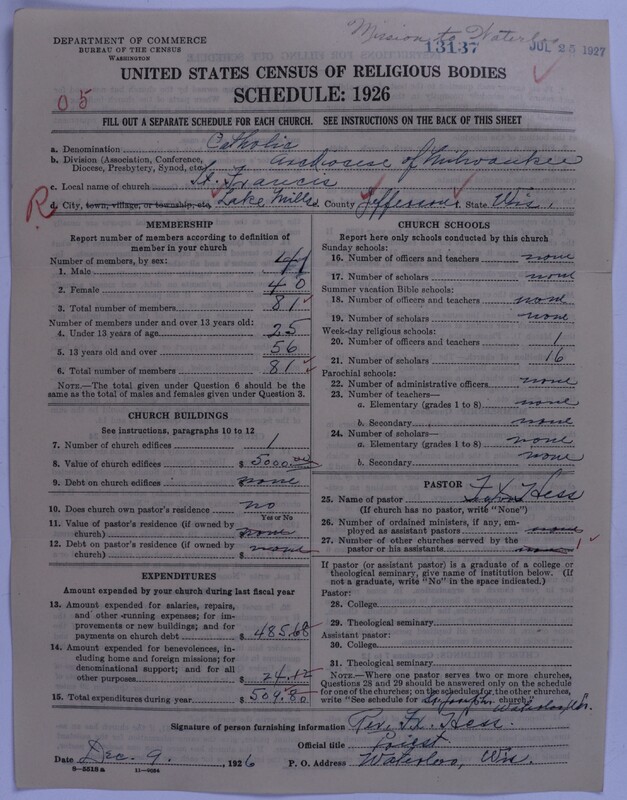 Mission to Waterloo
13137 JUL 25 1927
DEPARTMENT OF COMMERCE
BUREAU OF THE CENSUS
WASHINGTON
UNITED STATES CENSUS OF RELIGIOUS BODIES
SCHEDULE: 1926
05
FILL OUT A SEPARATE SCHEDULE FOR EACH CHURCH. SEE INSTRUCTIONS ON THE BACK OF THIS SHEET
a. Denomination Catholic
b. Division (Association, Conference, Diocese, Presbytery, Synod, etc.) Archdiocese of Milwaukee
c. Local name of church St. Francis
R d. City, town, village, or township, etc. Lake Mills d. County Jefferson f. State Wis.
MEMBERSHIP
Report number of members according to definition of
member in your church
Number of members, by sex:
1. Male 41
2. Female 40
3. Total number of members 81
Number of members under and over 13 years old:
4. Under 13 years of age 25
5. 13 years old and over 56
6. Total number of members 81
NOTE.—The total given under Question 6 should be the
same as the total of males and females given under Question 3.
CHURCH BUILDINGS
See instructions, paragraphs 10 to 12
7. Number of church edifices 1
8. Value of church edifices $ 5000.00
9. Debt on church edifices $ none
10. Does church own pastor's residence no
Yes or No
11. Value of pastor's residence (if owned by
church) $ none
12. Debt on pastor's residence (if owned by
church) $ none
EXPENDITURES
Amount expended by your church during last fiscal year
13. Amount expended for salaries, repairs,
and other running expenses; for im-
provements or new buildings; and for
payments on church debt $ 485.68
14. Amount expended for benevolences, in-
cluding home and foreign missions; for
denominational support; and for all
other purposes $ 24.12
15. Total expenditures during year $ 509.80
CHURCH SCHOOLS
Report here only schools conducted by this church
Sunday schools:
16. Number of officers and teachers none
17. Number of scholars none
Summer vacation Bible schools:
18. Number of officers and teachers none
19. Number of scholars none
Week-day religious schools:
20. Number of officers and teachers 1
21. Number of scholars 16
Parochial schools:
22. Number of administrative officers none
23. Number of teachers—
a. Elementary (grades 1 to 8) none
b. Secondary none
24. Number of scholars—
a. Elementary (grades 1 to 8) none
b. Secondary none
PASTOR
25. Name of pastor Fx. Hess
(If church has no pastor, write "None")
26. Number of ordained ministers, if any, em-
ployed as assistant pastors none
27. Number of other churches served by the
pastor or his assistants none 1
If pastor (or assistant pastor) is a graduate of a college or
theological seminary, give name of institution below. (If
not a graduate, write "No" in the space indicated.)
Pastor:
28. College
29. Theological seminary
Assistant pastor:
30. College
31. Theological seminary
NOTE.—Where one pastor serves two or more churches,
Questions 28 and 29 should be answered only on the schedule
for one of the churches; on the schedules for the other churches,
write "See schedule for St. Joseph church" Waterloo
Signature of person furnishing information Rev. Fx. Hess.
Official title Priest
Date Dec. 9. , 1926 P. O. Address Waterloo, Wis.
8—5518 a 11—9034